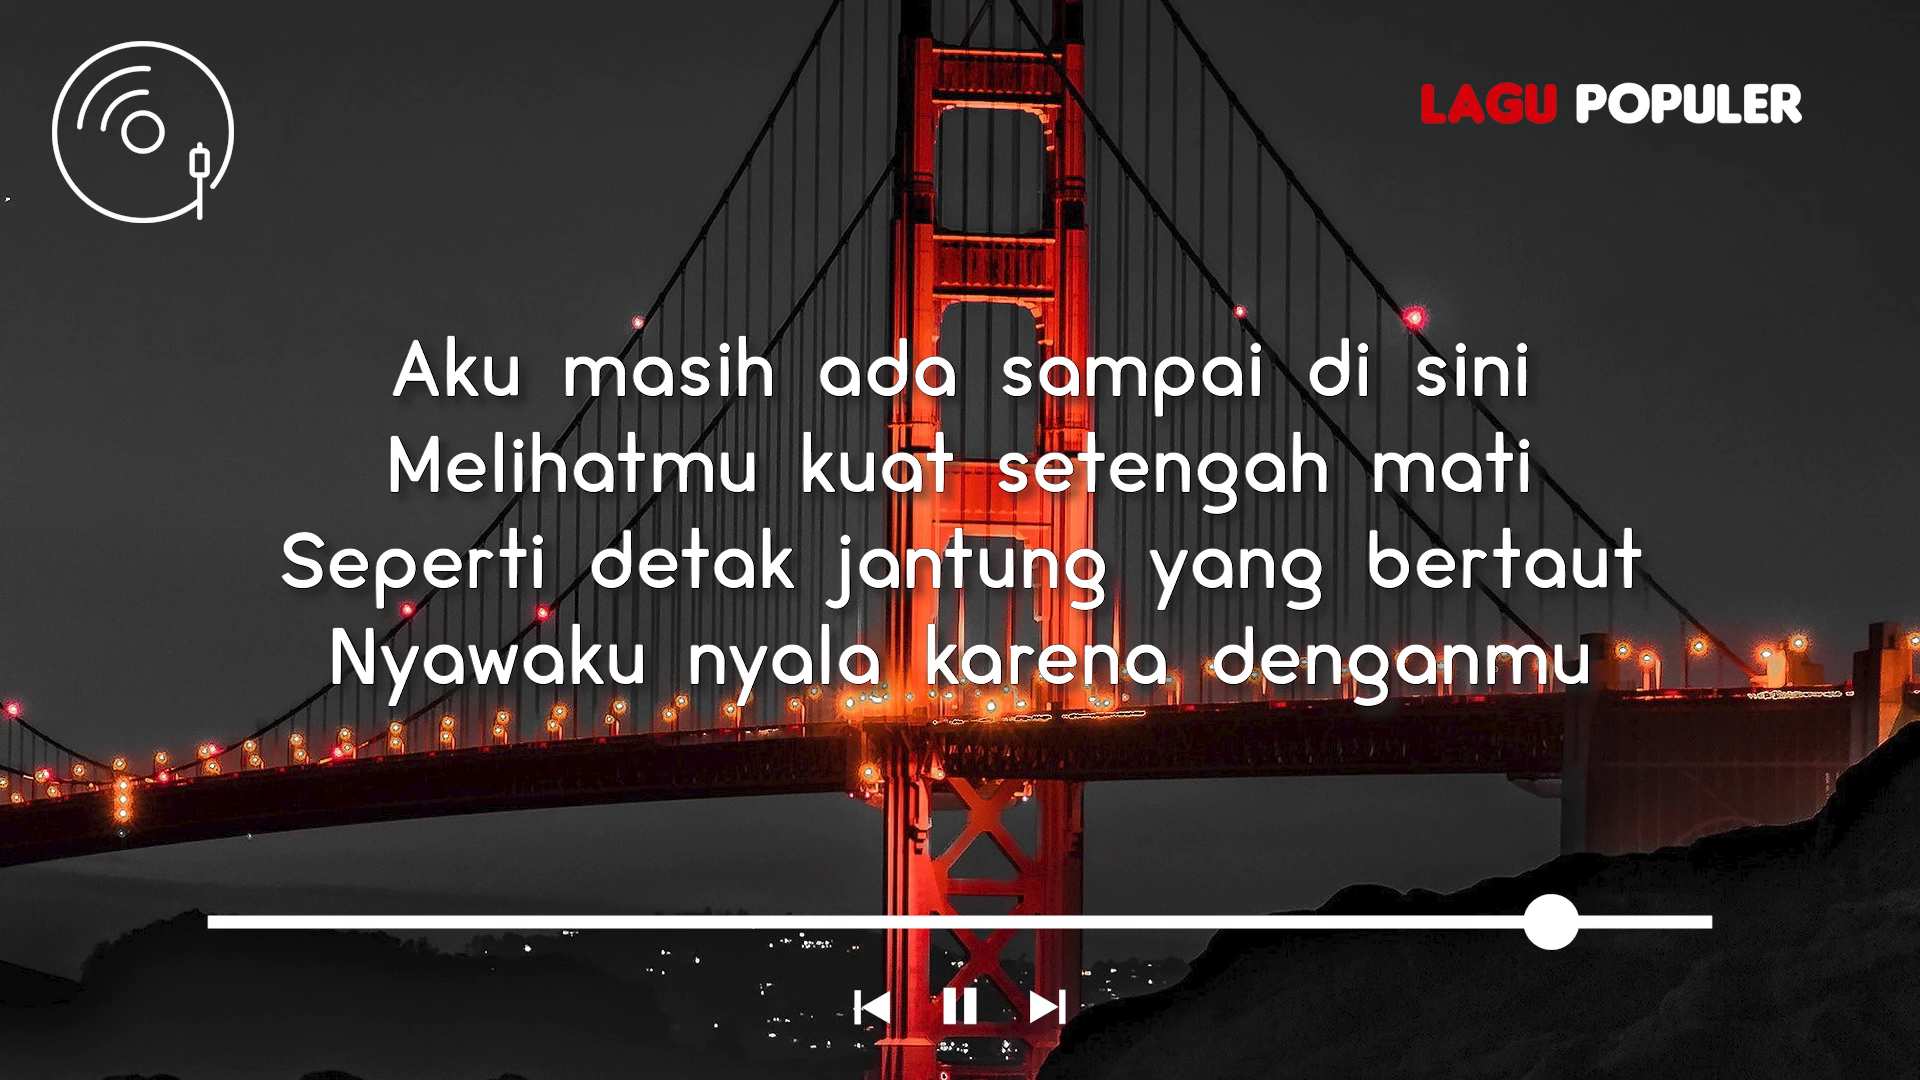 LAGU POPULER
Aku masih ada sampai di sini
Melihatmu kuat setengah mati
Seperti detak jantung yang bertaut
Nyawaku nyala karena denganmu